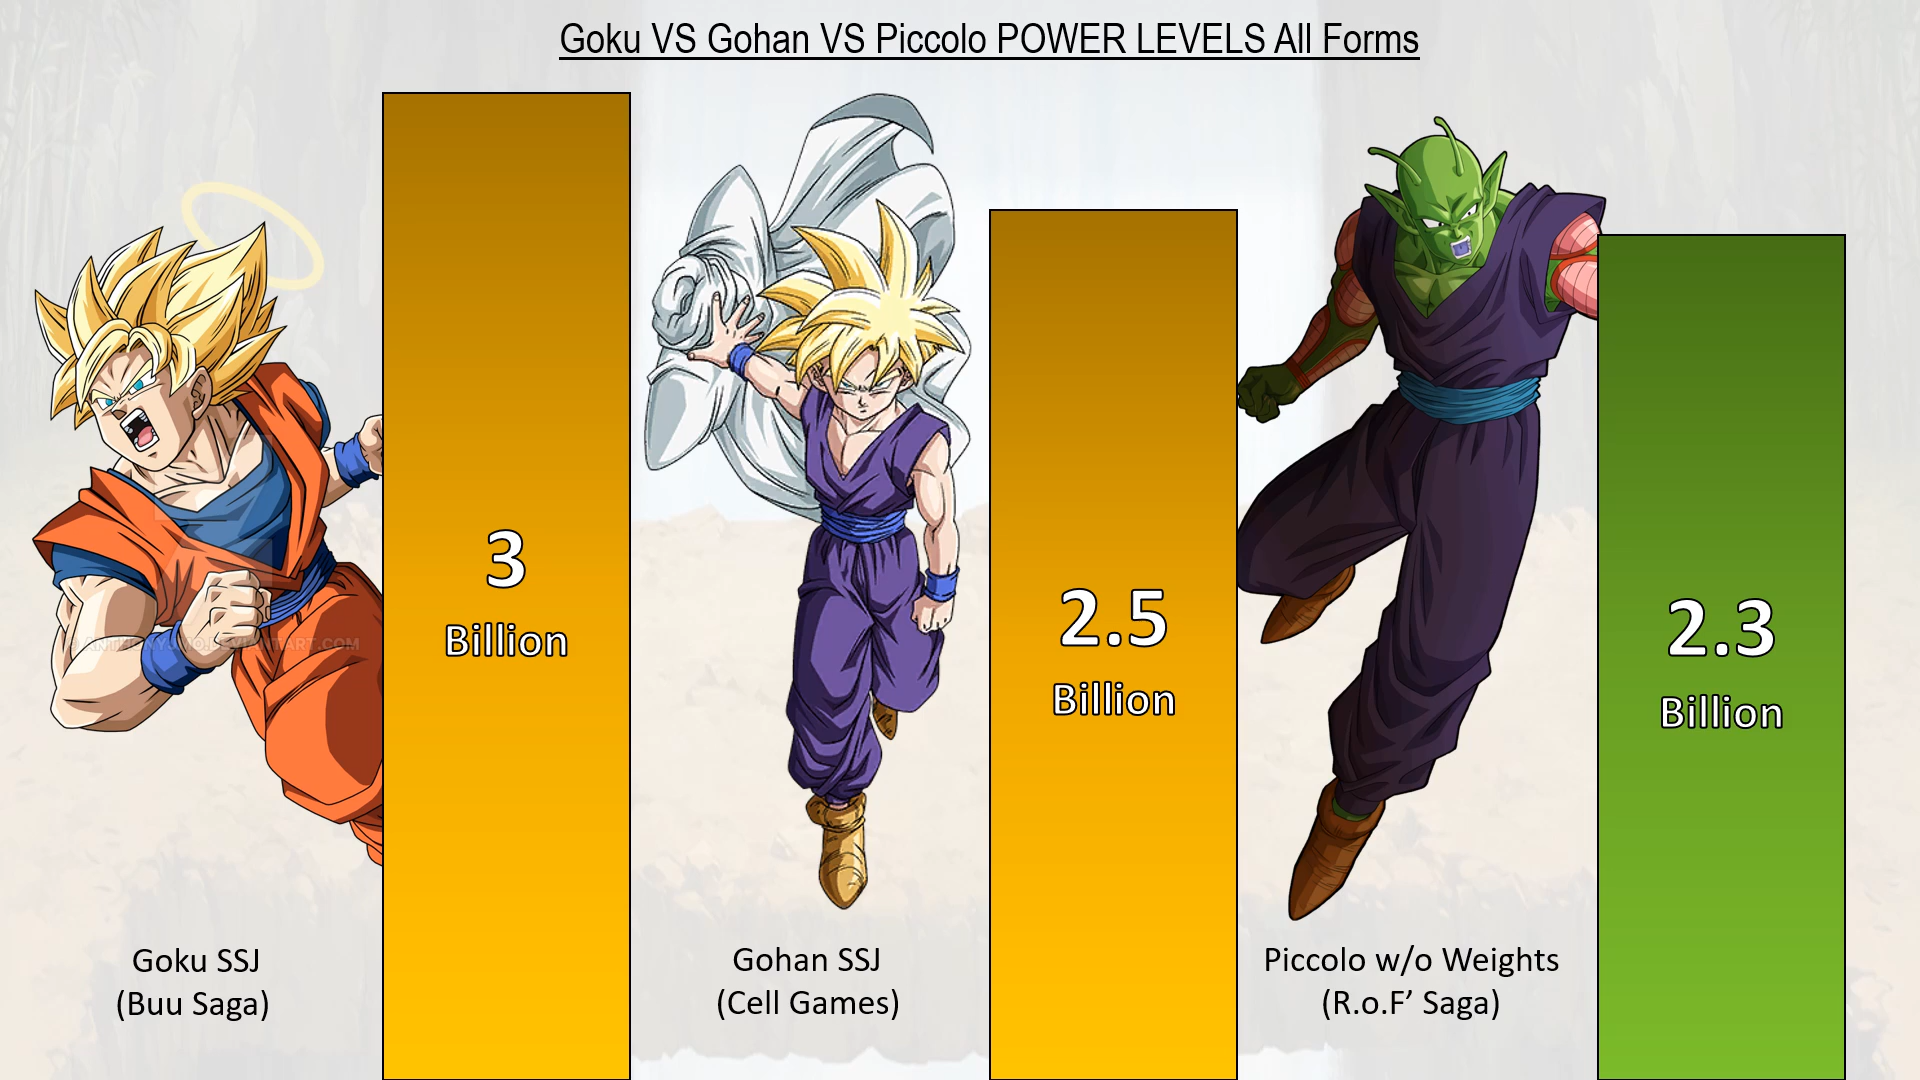 Goku VS Gohan VS Piccolo POWER LEVELS All Forms
3
Billion
2.5
Billion
2.3
Billion
Goku SSJ
(Buu Saga)
Gohan SSJ
(Cell Games)
Piccolo w/o Weights
(R.o.F’ Saga)